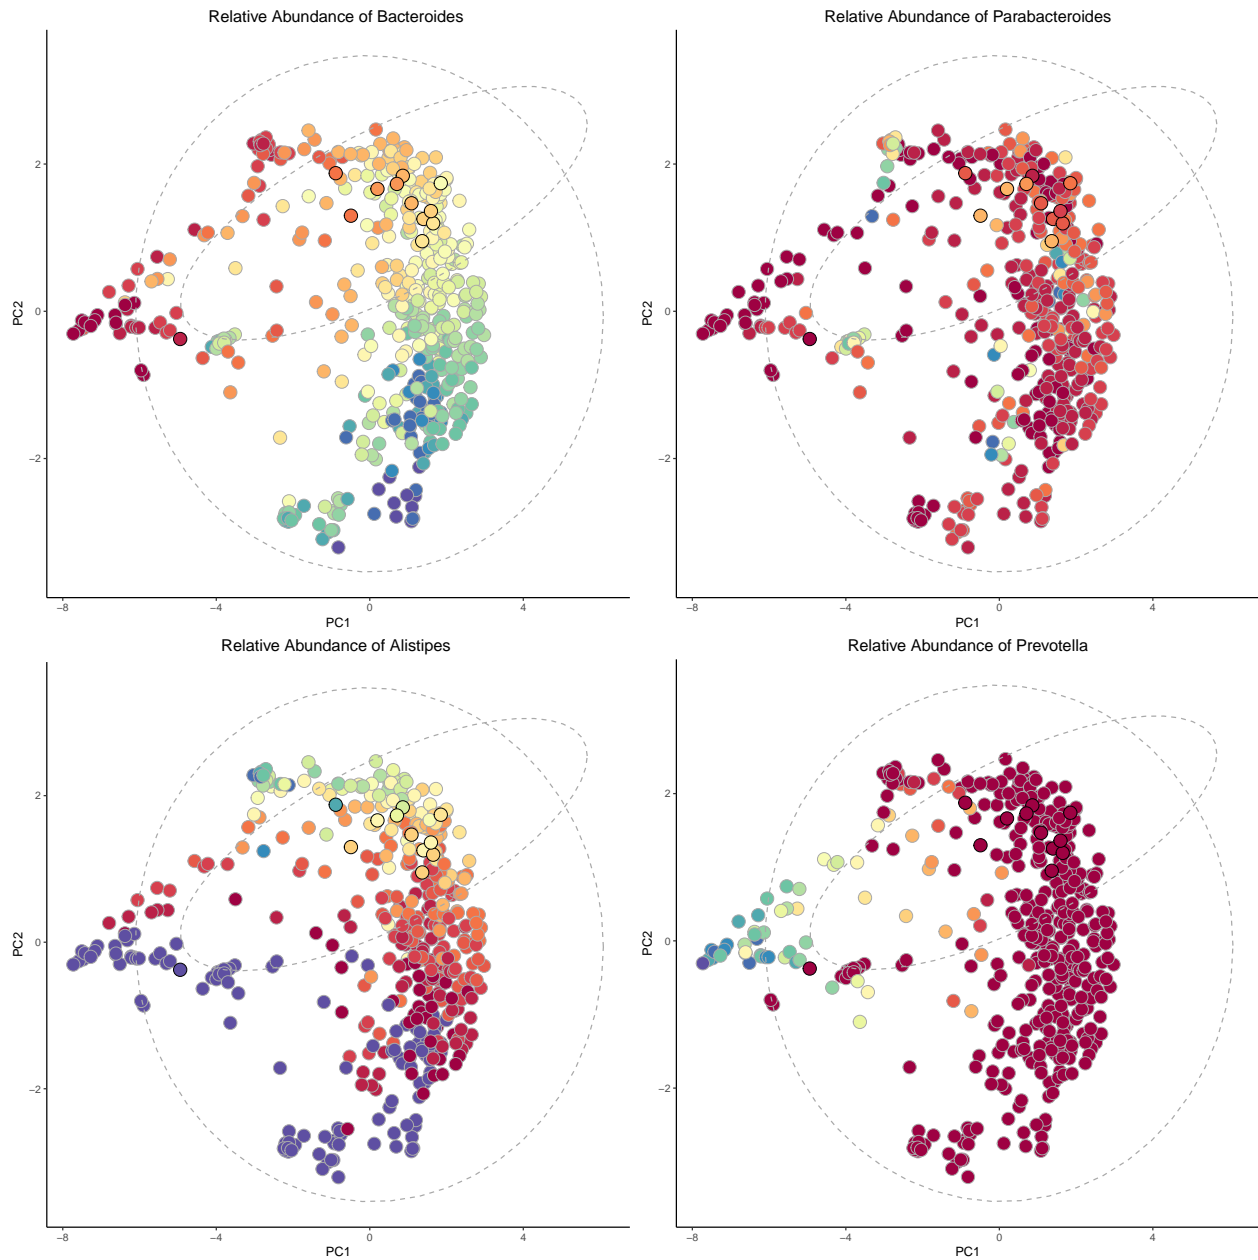 Relative Abundance of Bacteroides
2
0
−2
PC2
−8
−4
0
4
PC1
Relative Abundance of Parabacteroides
2
0
−2
PC2
−8
−4
0
4
PC1
Relative Abundance of Alistipes
2
0
−2
PC2
−8
−4
0
4
PC1
Relative Abundance of Prevotella
2
0
−2
PC2
−8
−4
0
4
PC1